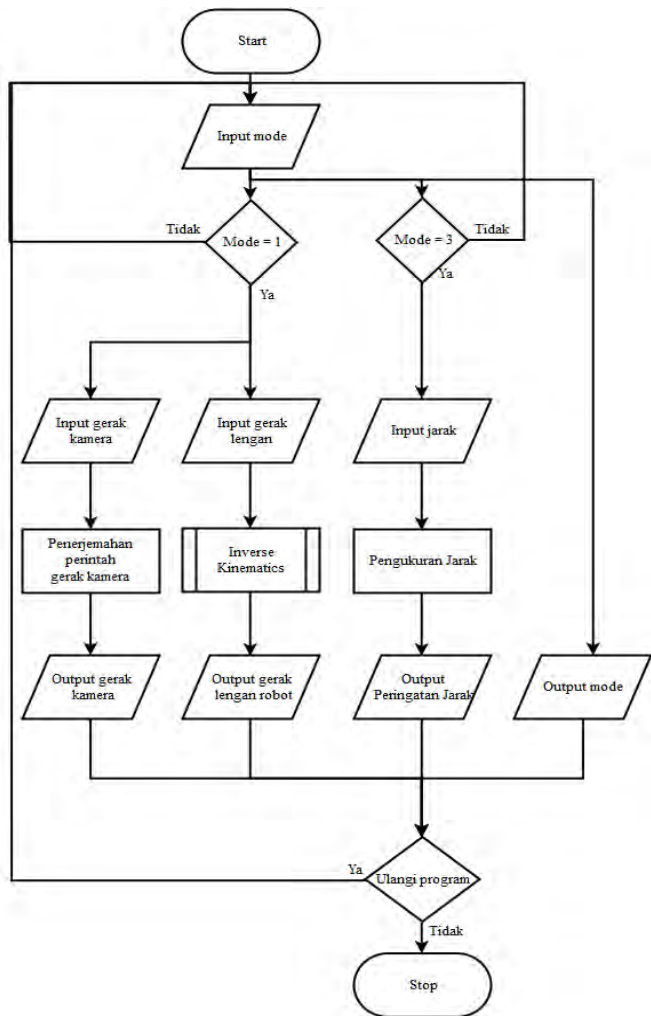 Start
Input mode
Tidak
Mode = 1
Mode = 3
Tidak
Ya
Ya
Input gerak
kamera
Input gerak
lengan
Input jarak
Penerjemahan
perintah
gerak kamera
Inverse
Kinematics
Pengukuran Jarak
Output gerak
kamera
Output gerak
lengan robot
Output
Peringatan Jarak
Output mode
Ya
Ulangi program
Tidak
Stop